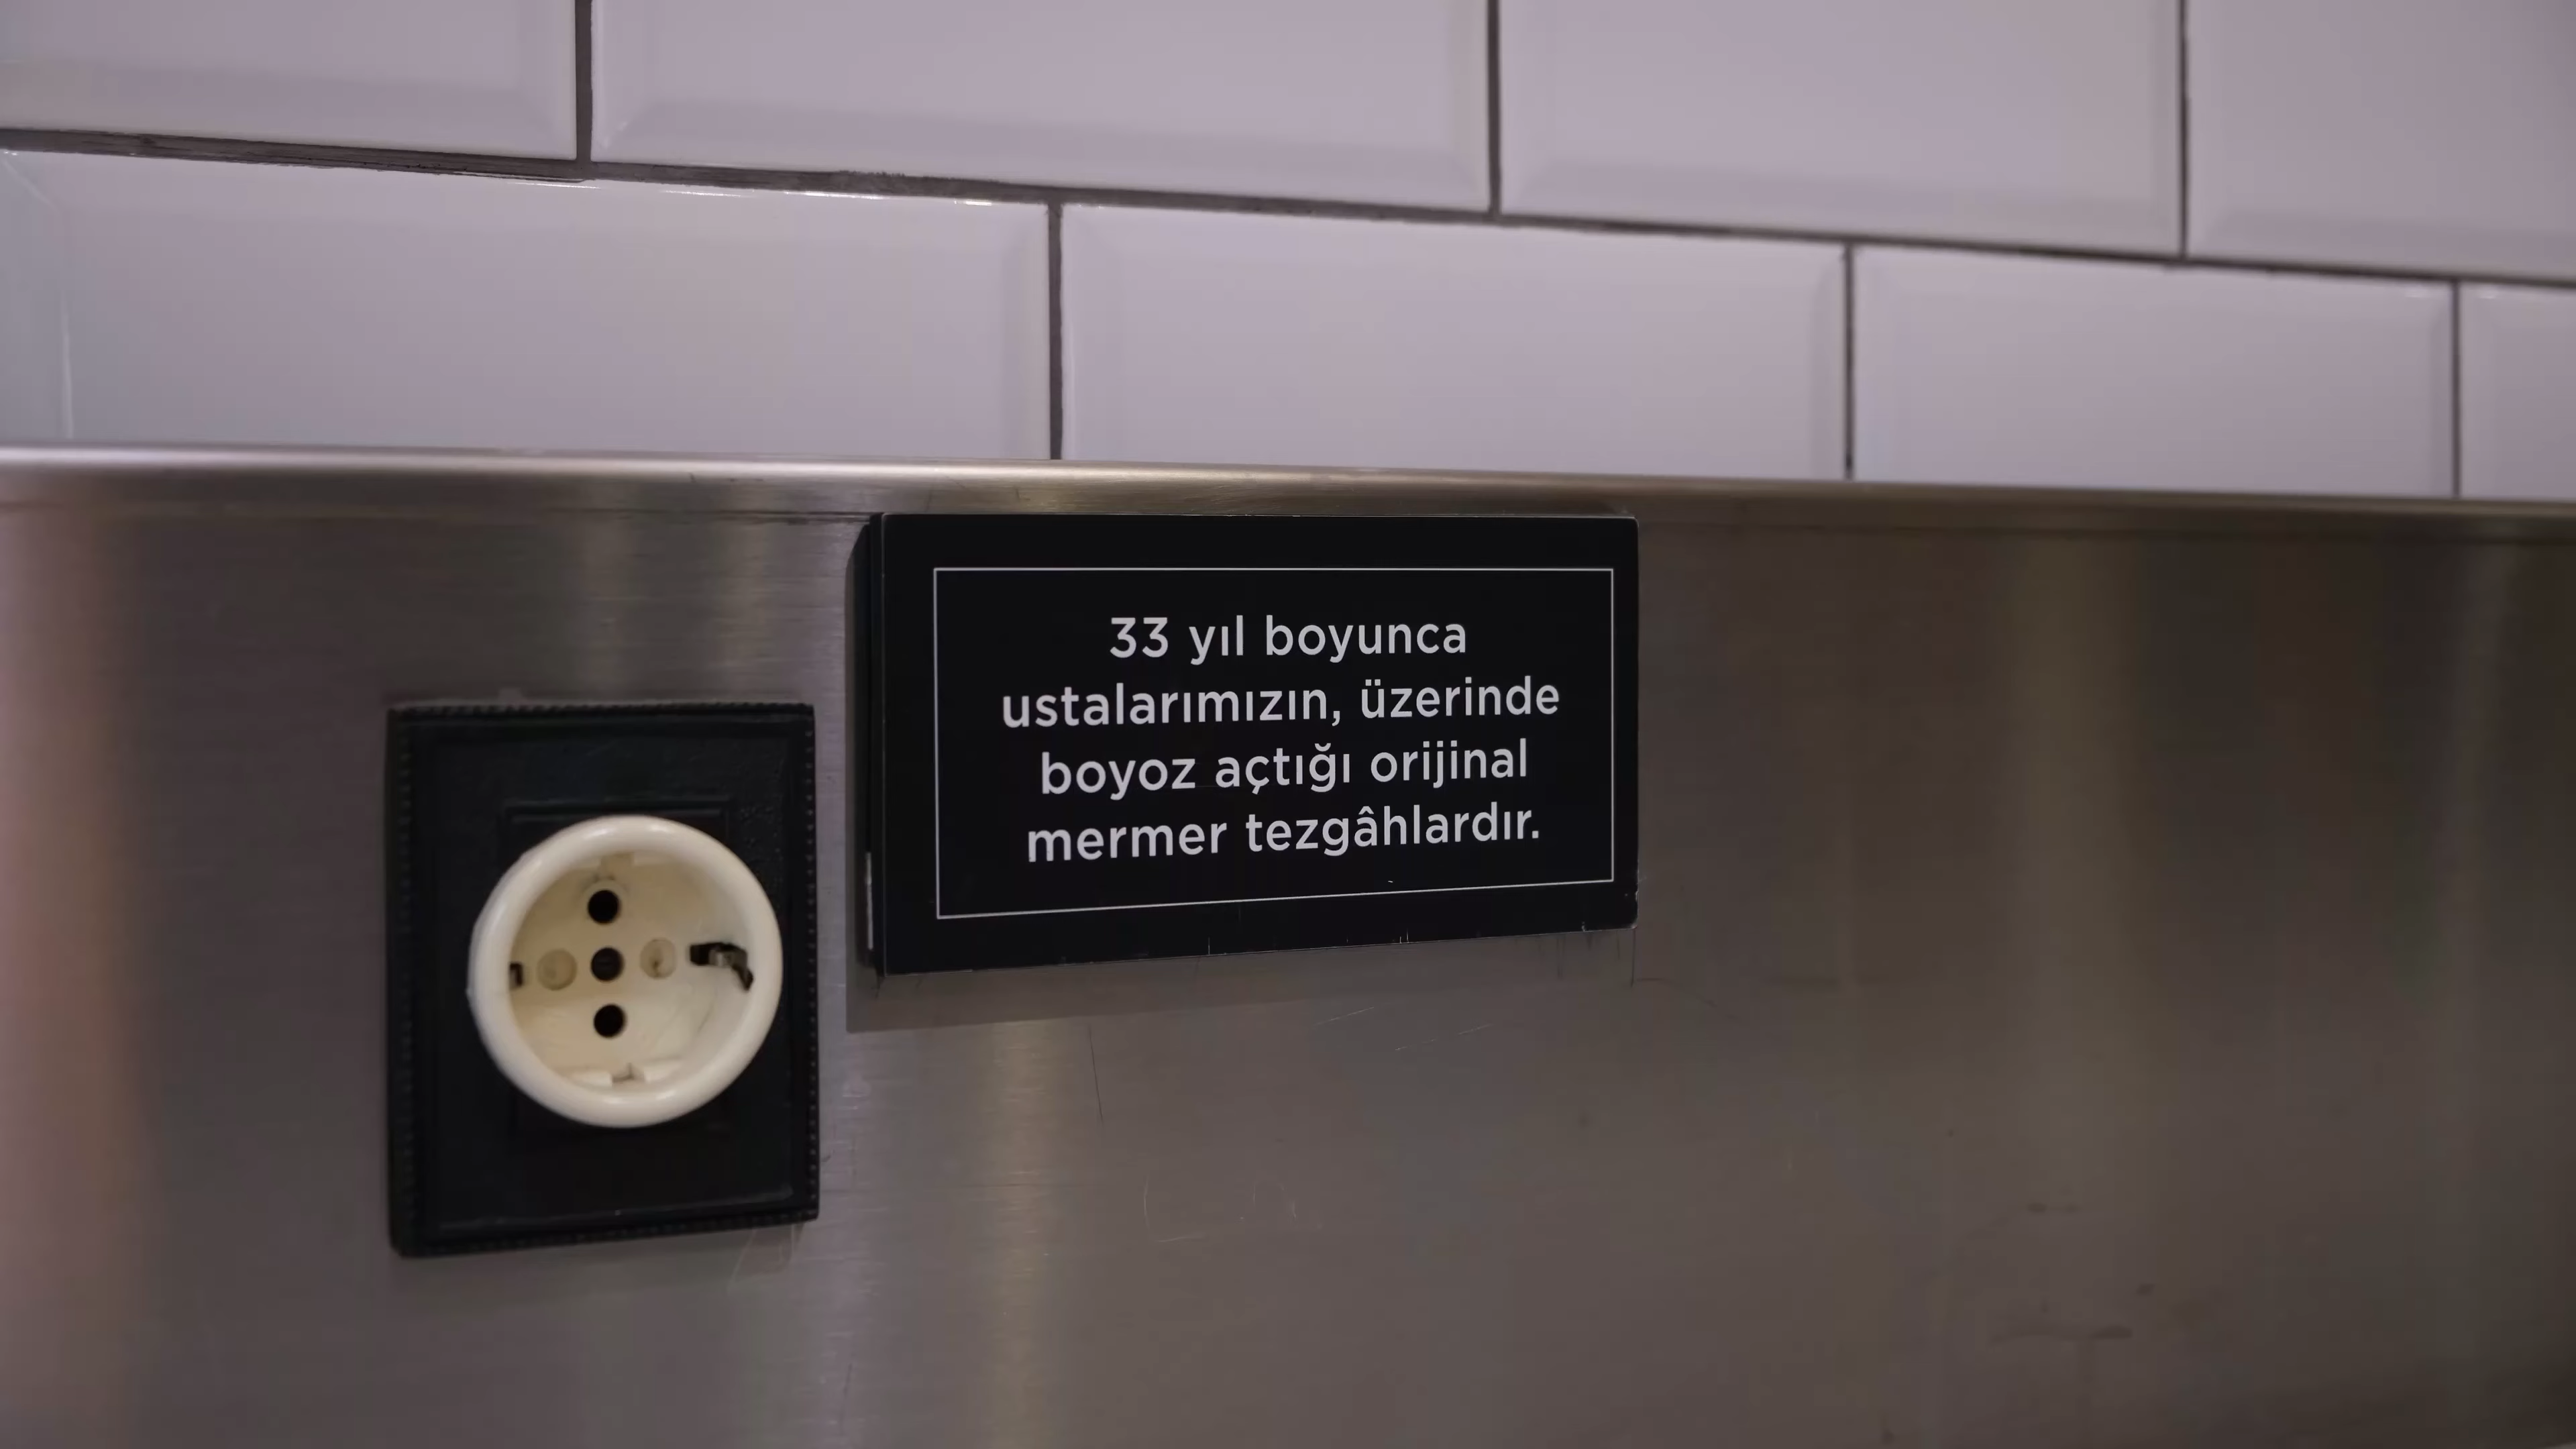 33 yıl boyunca
ustalarımızın, üzerinde
boyoz açtığı orijinal
mermer tezgâhlardır.